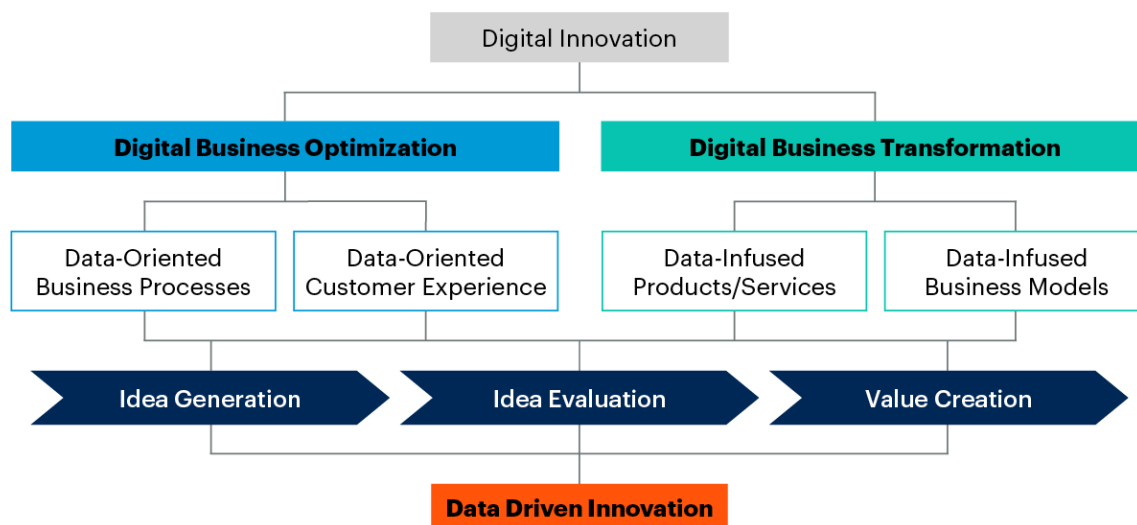 Digital Innovation
Digital Business Optimization
Digital Business Transformation
Data-Oriented
Business Processes
Data-Oriented
Customer Experience
Data-Infused
Products/Services
Data-Infused
Business Models
Idea Generation
Idea Evaluation
Value Creation
Data Driven Innovation